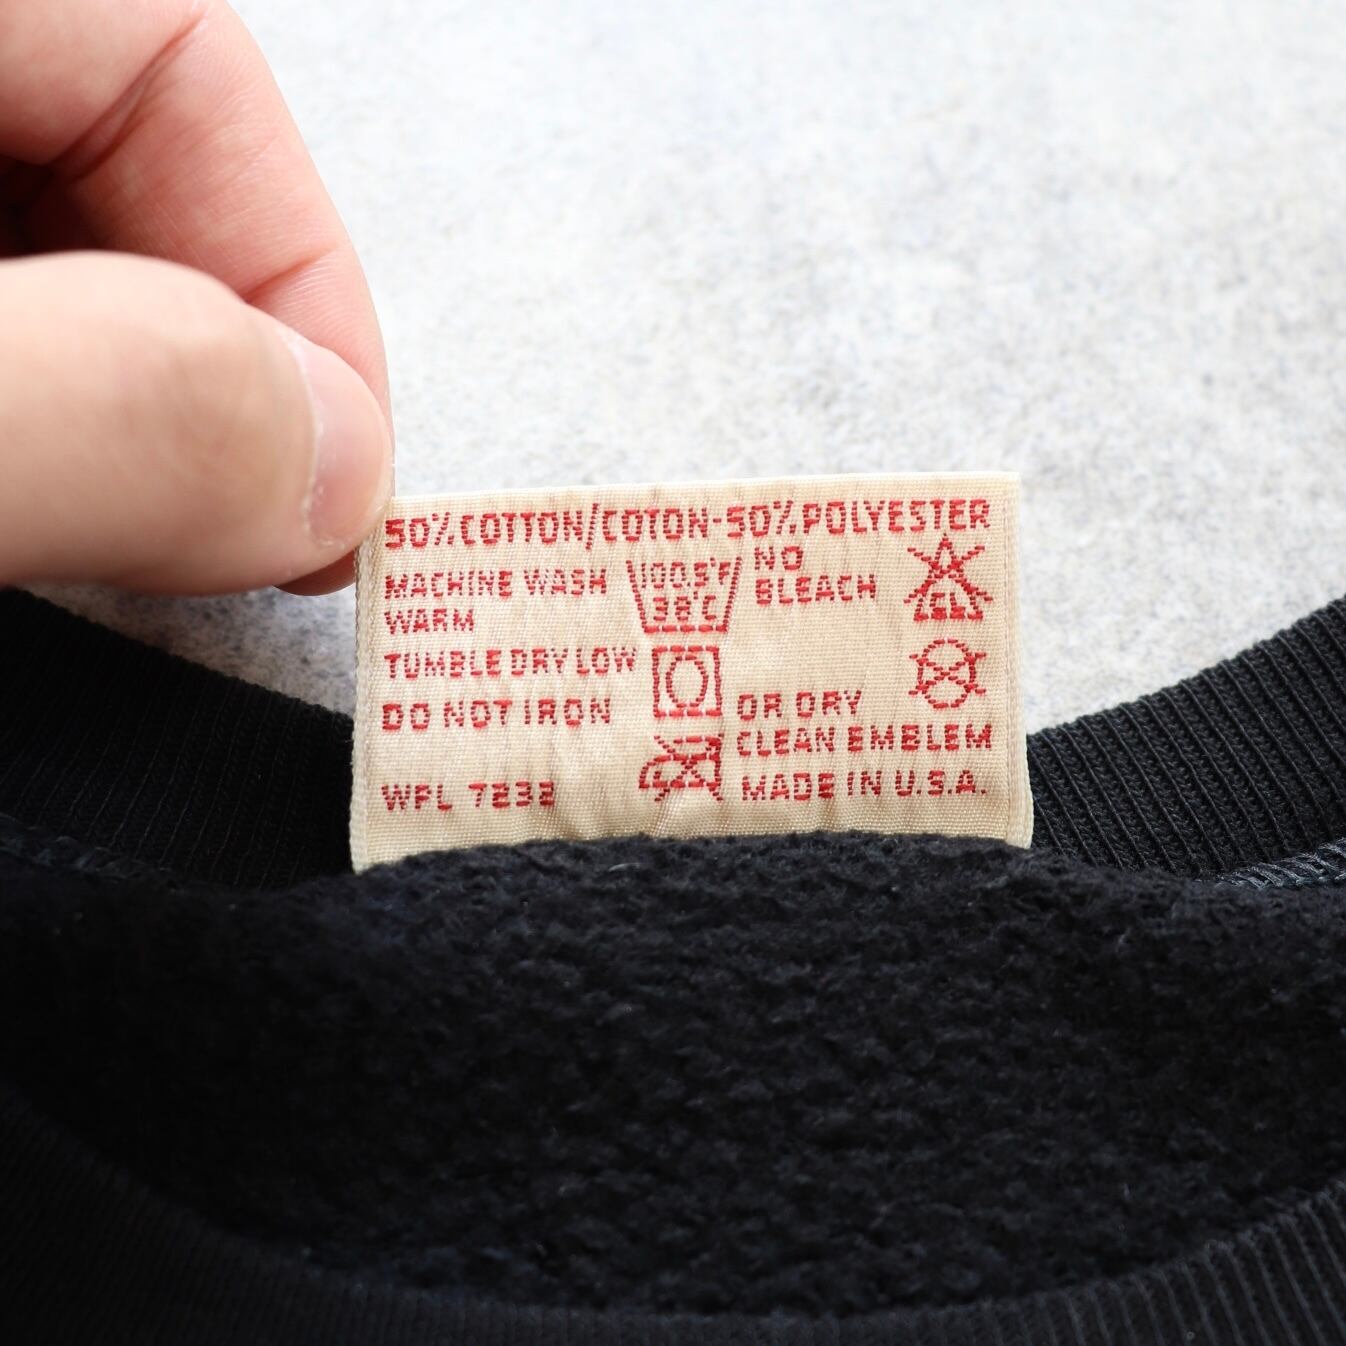 50% COTTON/COTON-50% POLYESTER
MACHINE WASH
WARM
100.5°F
38°C
NO
BLEACH
TUMBLE DRY LOW
DO NOT IRON
OR DRY
CLEAN EMBLEM
WPL 7232
MADE IN U.S.A.